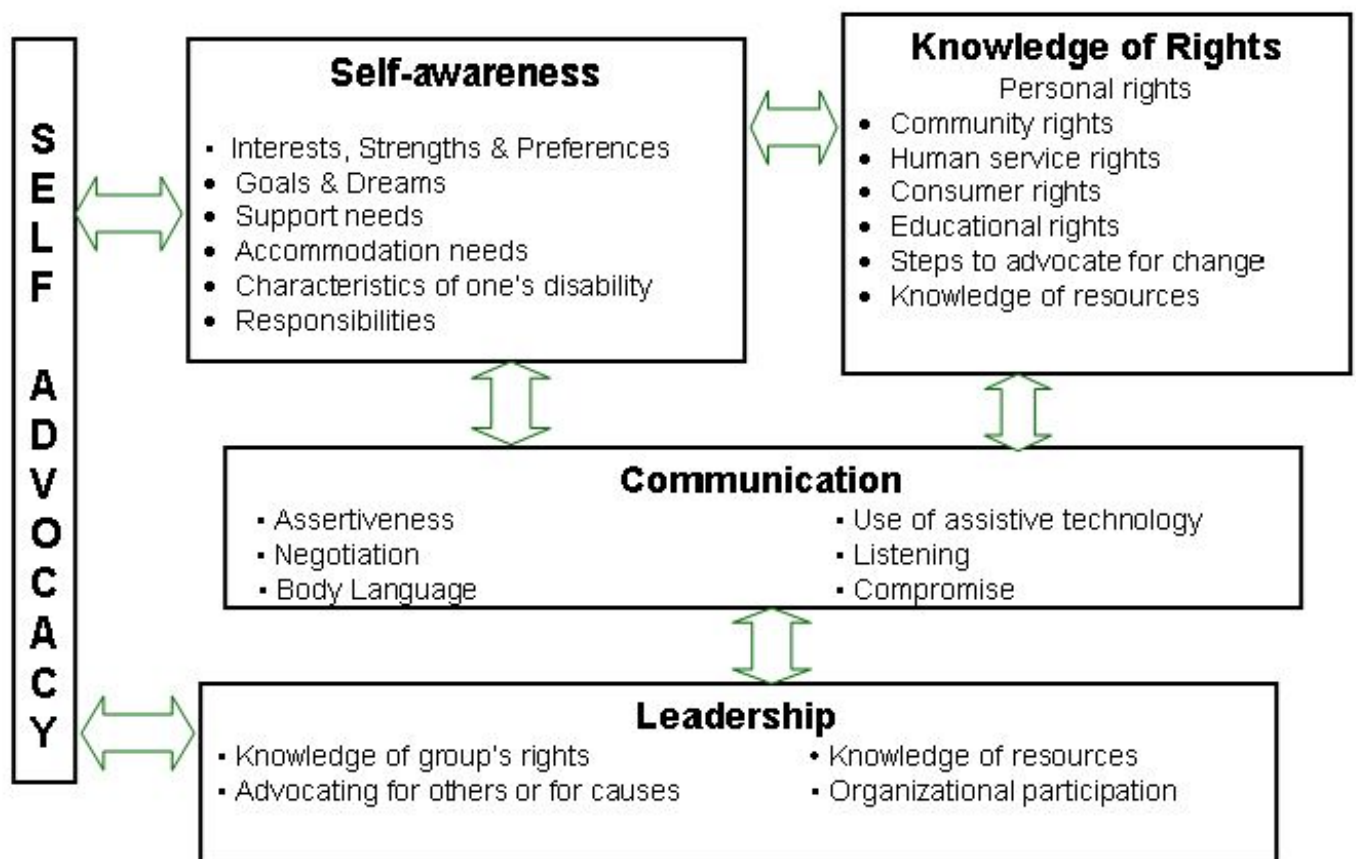 SELF ADVOCACY
Self-awareness
▪ Interests, Strengths & Preferences
• Goals & Dreams
• Support needs
• Accommodation needs
• Characteristics of one's disability
• Responsibilities
Knowledge of Rights
Personal rights
• Community rights
• Human service rights
• Consumer rights
• Educational rights
• Steps to advocate for change
• Knowledge of resources
Communication
▪ Assertiveness
▪ Negotiation
▪ Body Language
▪ Use of assistive technology
▪ Listening
▪ Compromise
Leadership
▪ Knowledge of group's rights
▪ Advocating for others or for causes
• Knowledge of resources
▪ Organizational participation